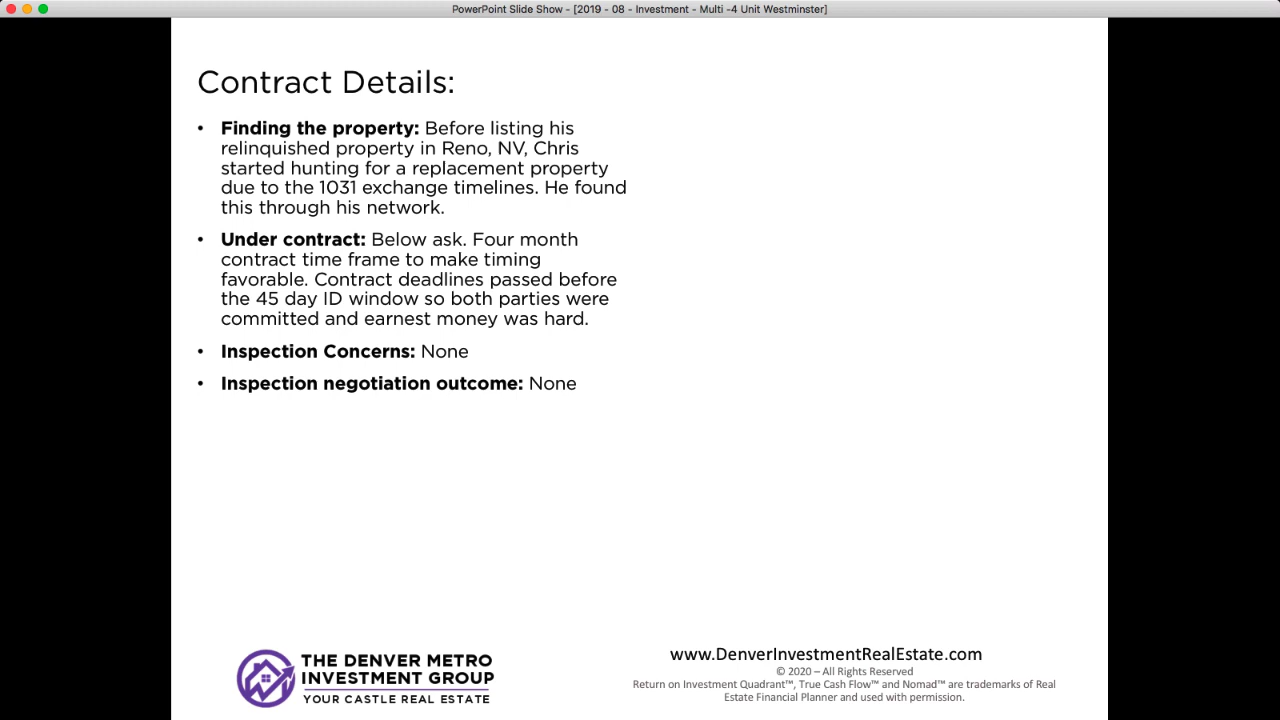 PowerPoint Slide Show - [2019 - 08 - Investment - Multi -4 Unit Westminster]
Contract Details:
• Finding the property: Before listing his
relinquished property in Reno, NV, Chris
started hunting for a replacement property
due to the 1031 exchange timelines. He found
this through his network.
• Under contract: Below ask. Four month
contract time frame to make timing
favorable. Contract deadlines passed before
the 45 day ID window so both parties were
committed and earnest money was hard.
• Inspection Concerns: None
• Inspection negotiation outcome: None
THE DENVER METRO
INVESTMENT GROUP
YOUR CASTLE REAL ESTATE
www.DenverInvestmentRealEstate.com
© 2020 – All Rights Reserved
Return on Investment Quadrant™, True Cash Flow™ and Nomad™ are trademarks of Real
Estate Financial Planner and used with permission.